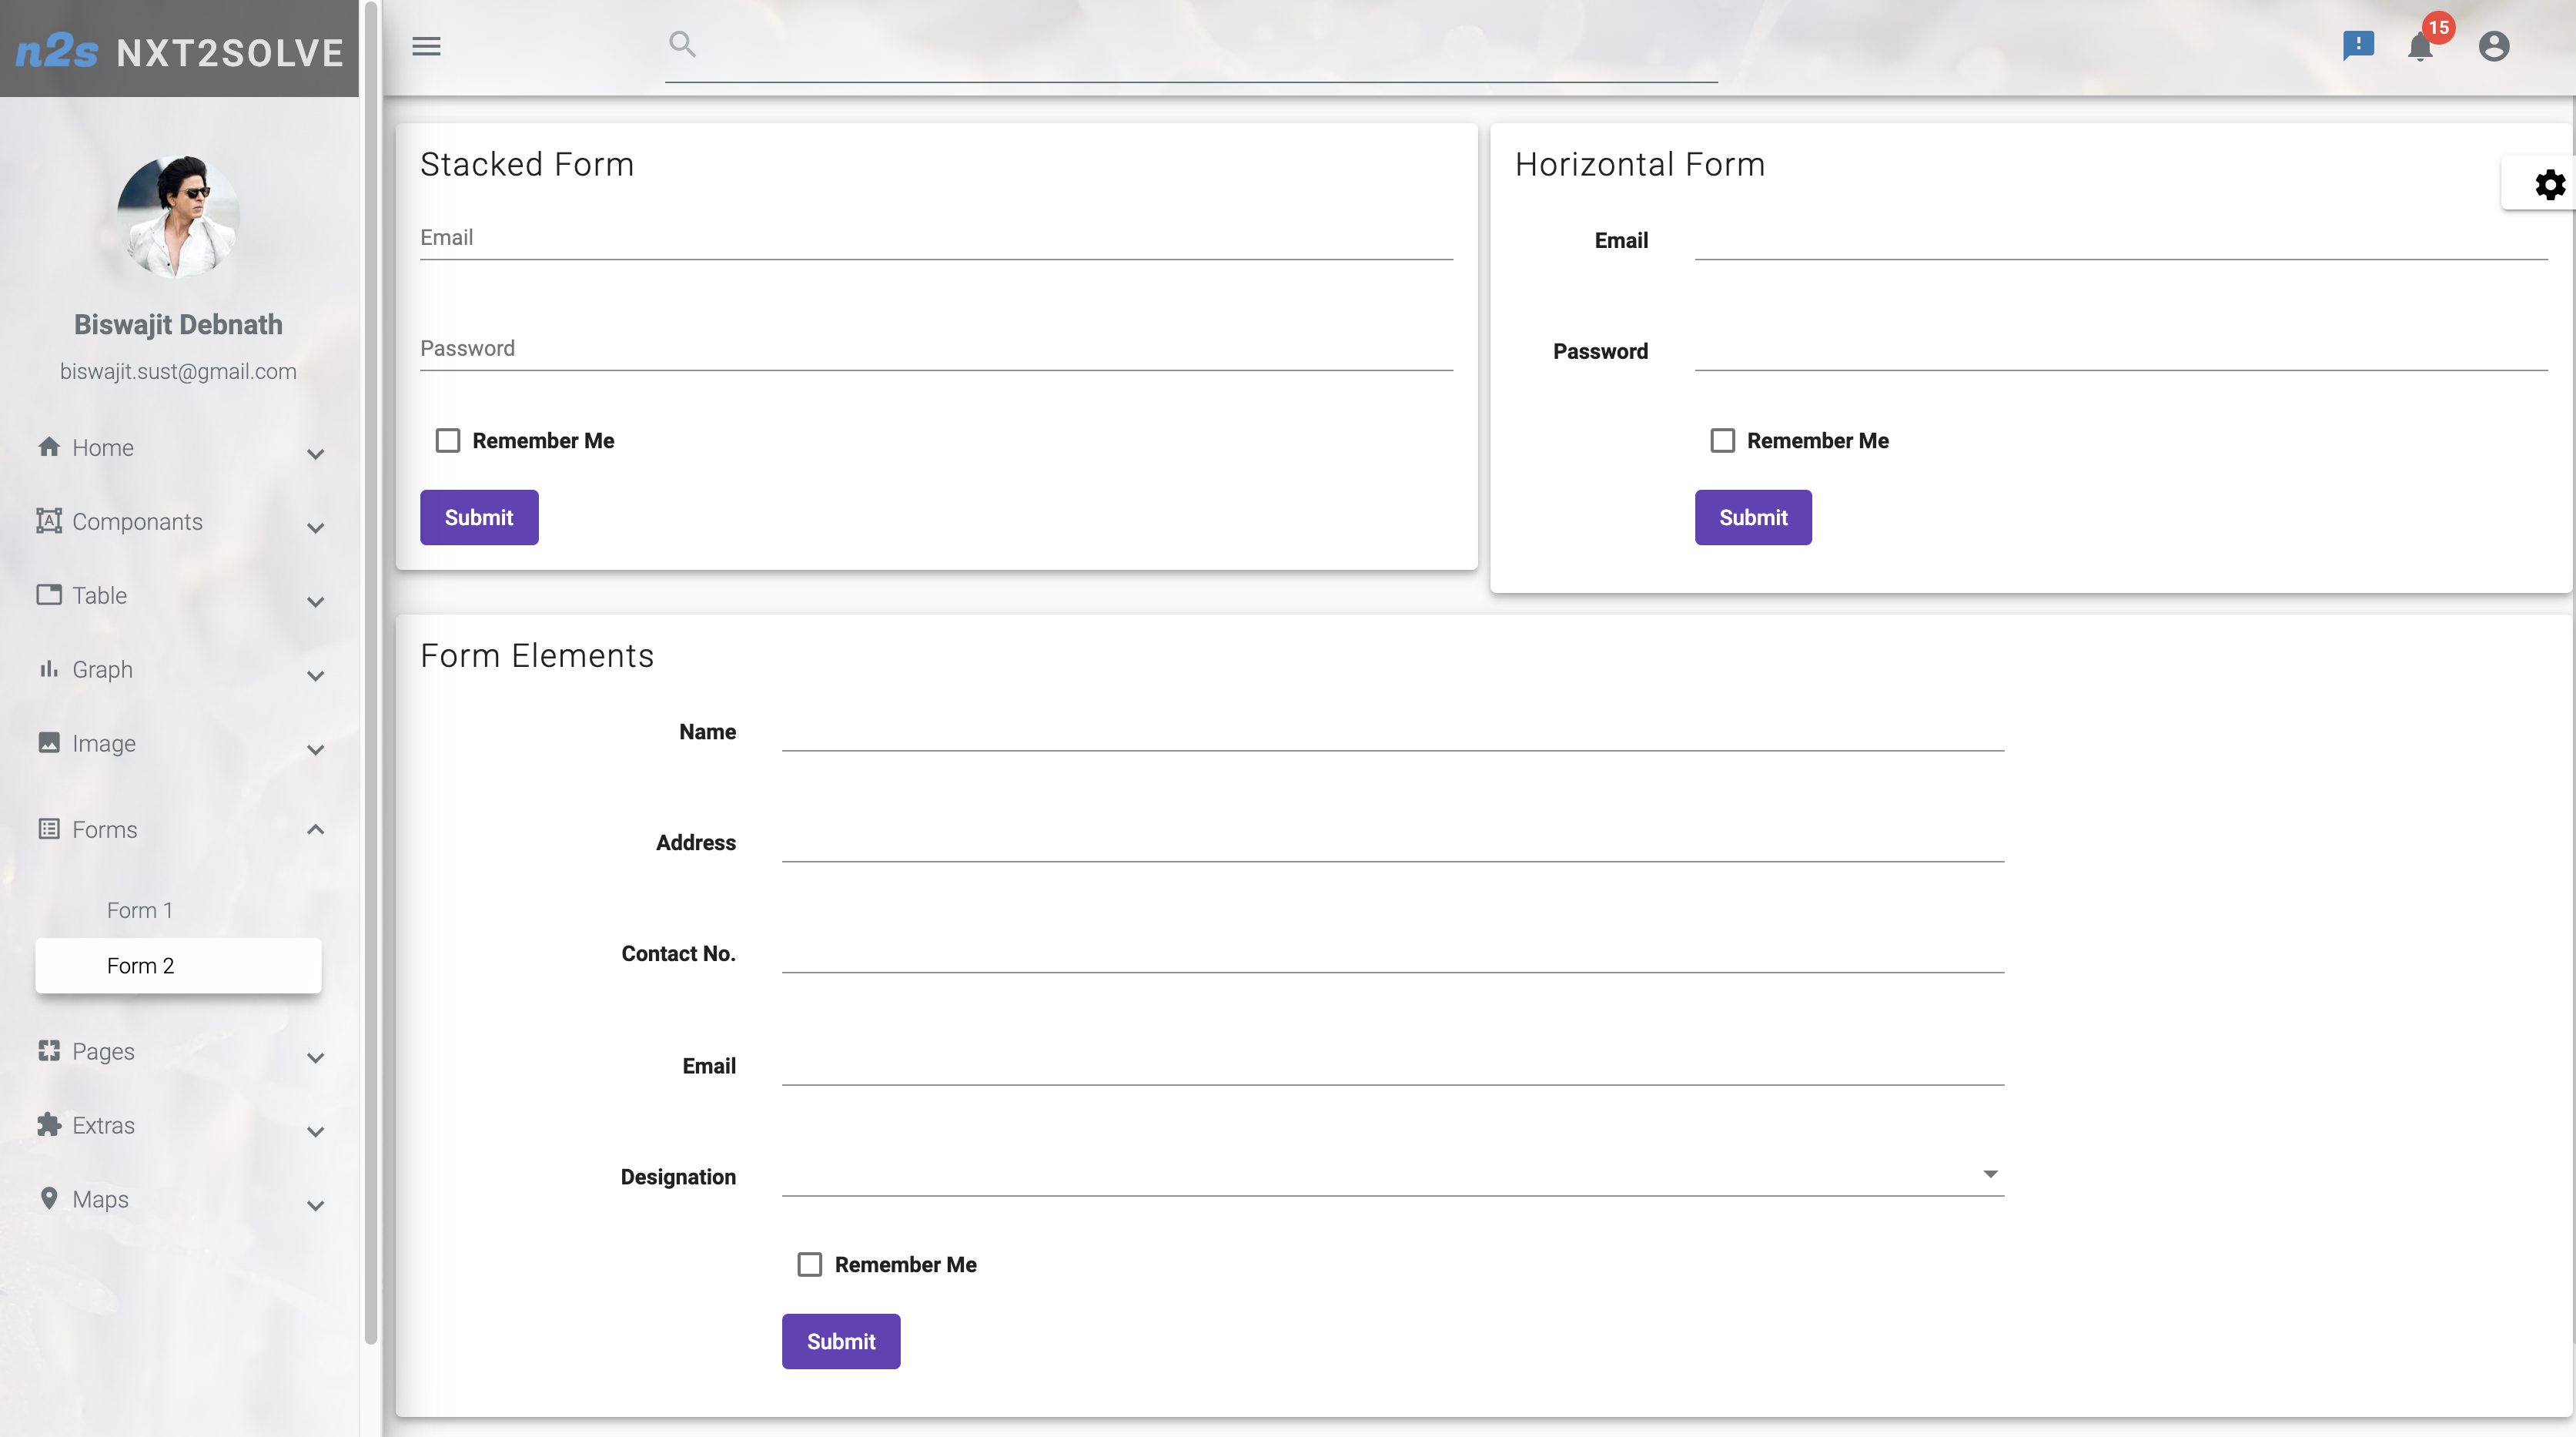 n2s NXT2SOLVE
15
Biswajit Debnath
biswajit.sust@gmail.com
Home
Componants
Table
Graph
Image
Forms
Form 1
Form 2
Pages
Extras
Maps
Stacked Form
Email
Password
Remember Me
Submit
Horizontal Form
Email
Password
Remember Me
Submit
Form Elements
Name
Address
Contact No.
Email
Designation
Remember Me
Submit